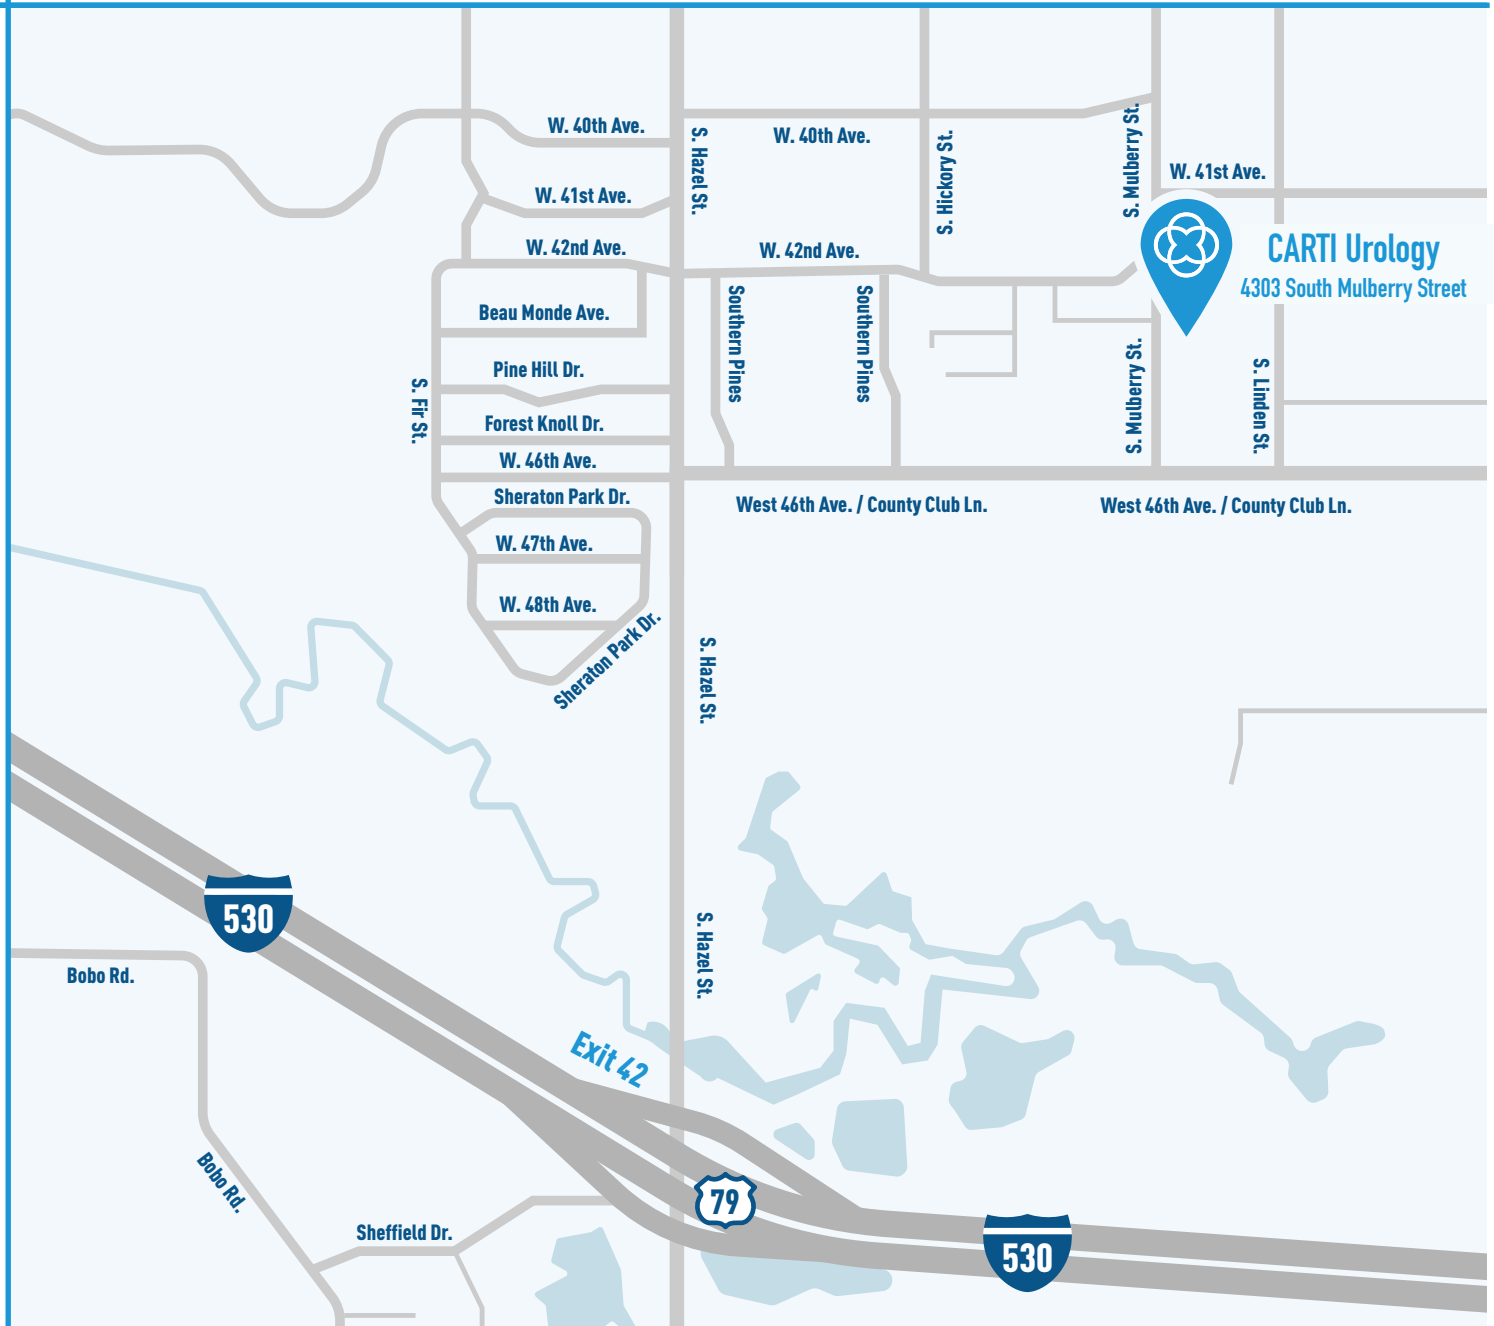 W. 40th Ave.
W. 40th Ave.
S. Hazel St.
S. Hickory St.
S. Mulberry St.
W. 41st Ave.
W. 41st Ave.
W. 42nd Ave.
W. 42nd Ave.
CARTI Urology
4303 South Mulberry Street
Beau Monde Ave.
Southern Pines
Southern Pines
Pine Hill Dr.
S. Fir St.
S. Mulberry St.
S. Linden St.
Forest Knoll Dr.
W. 46th Ave.
Sheraton Park Dr.
West 46th Ave. / County Club Ln.
West 46th Ave. / County Club Ln.
W. 47th Ave.
W. 48th Ave.
Sheraton Park Dr.
S. Hazel St.
530
S. Hazel St.
Bobo Rd.
Exit 42
Bobo Rd.
79
Sheffield Dr.
530